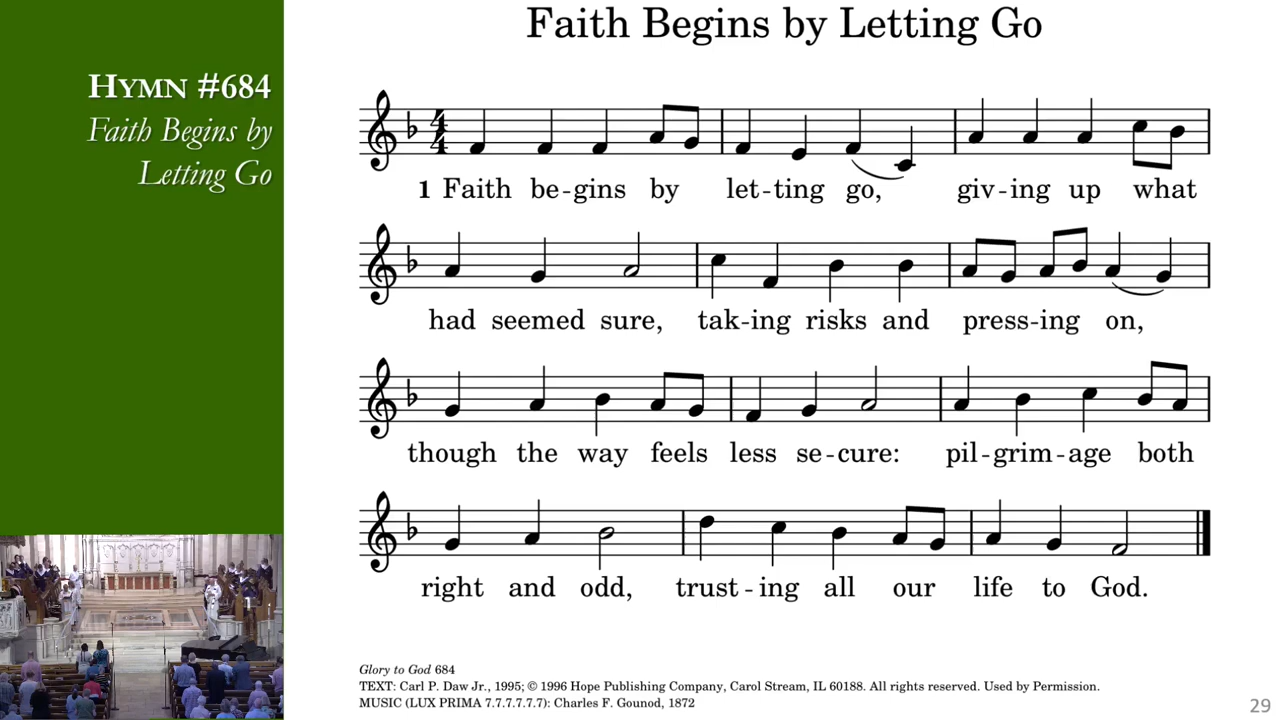 Faith Begins by Letting Go
HYMN #684
Faith Begins by
Letting Go
1 Faith be-gins by let-ting go, giv-ing up what
had seemed sure, tak-ing risks and press-ing on,
though the way feels less se-cure: pil-grim-age both
right and odd, trust-ing all our life to God.
Glory to God 684
TEXT: Carl P. Daw Jr., 1995; © 1996 Hope Publishing Company, Carol Stream, IL 60188. All rights reserved. Used by Permission.
MUSIC (LUX PRIMA 7.7.7.7.7.7): Charles F. Gounod, 1872
29